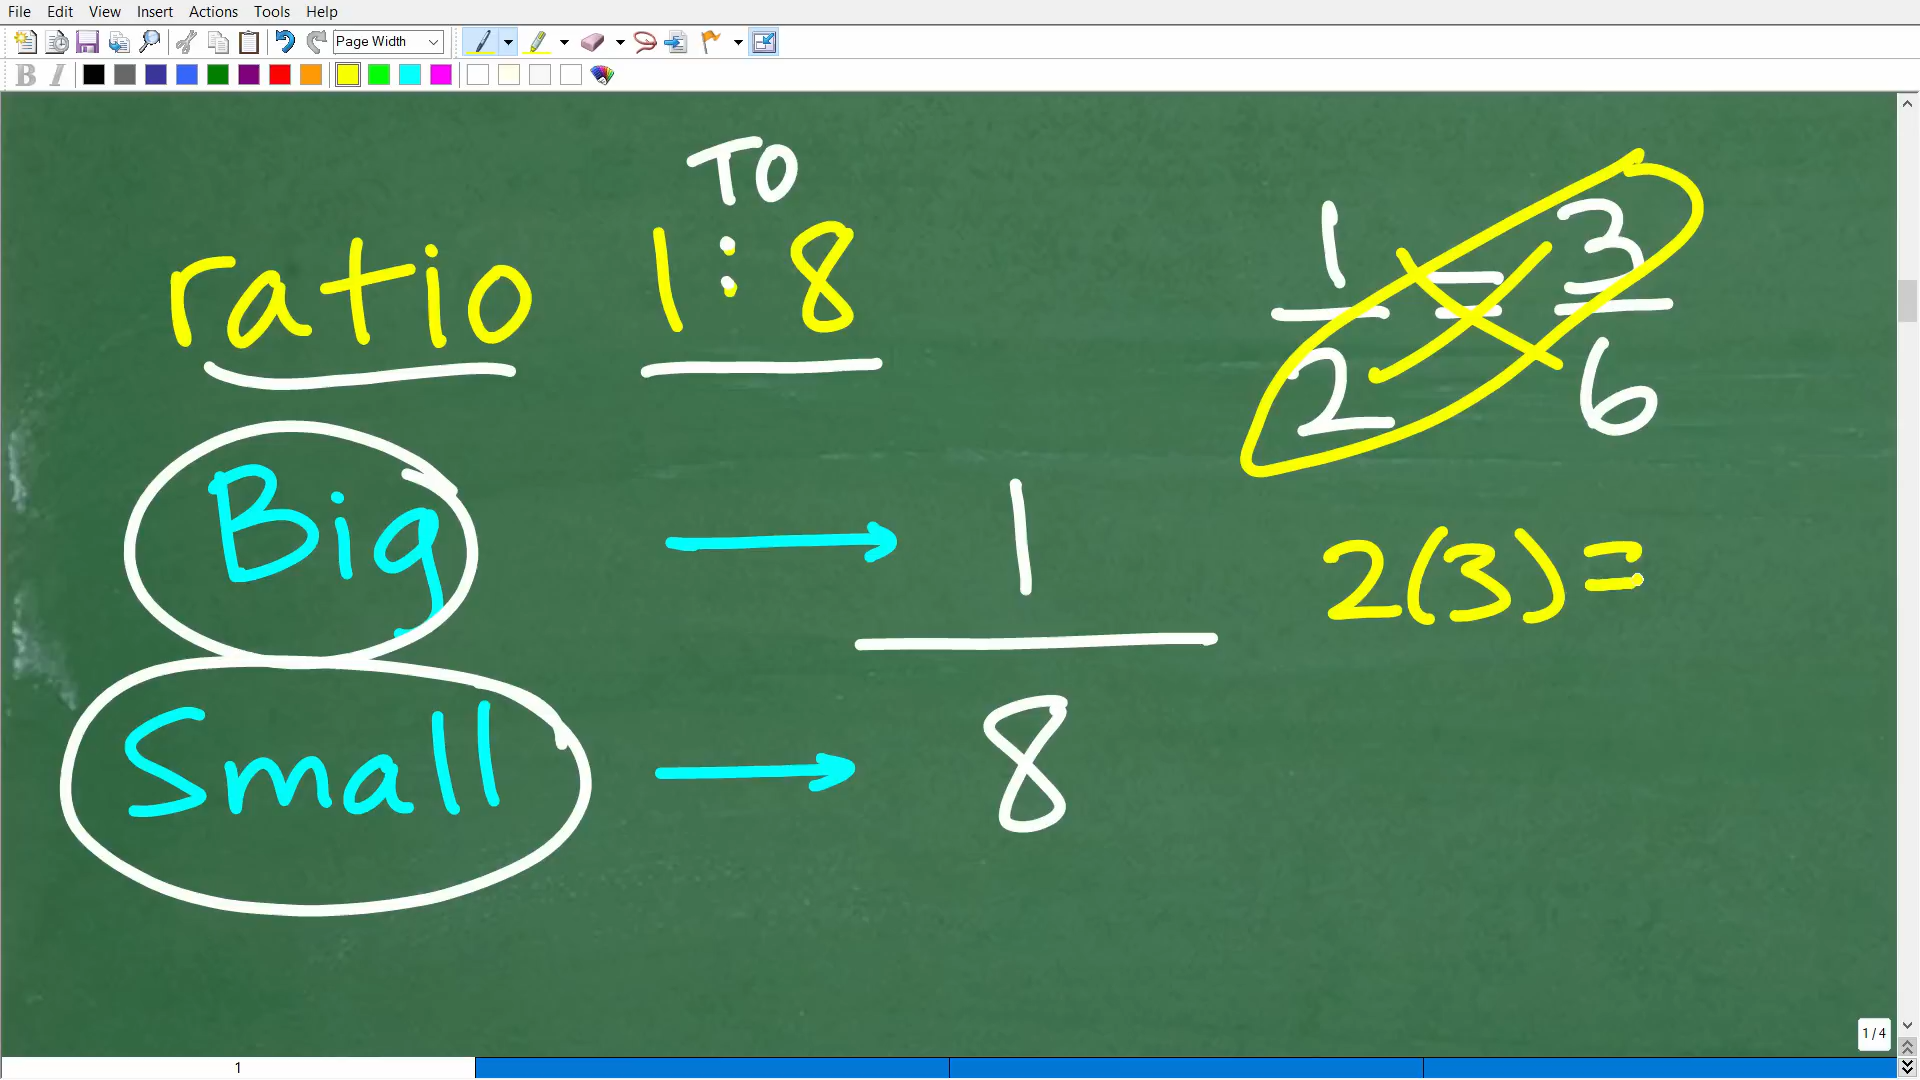 File Edit View Insert Actions Tools Help
Page Width
B I
TO
ratio 1:8
1/2 = 3/6
Big → 1
Small → 8
2(3)=
1 / 4
1